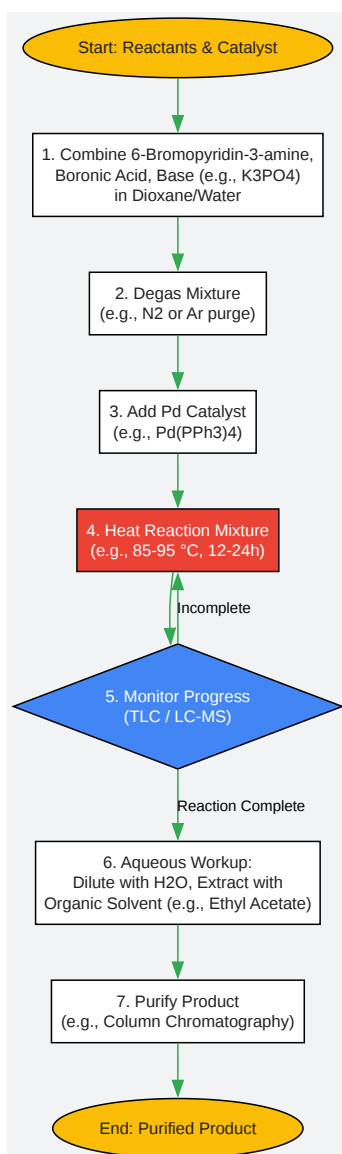 Start: Reactants & Catalyst
1. Combine 6-Bromopyridin-3-amine,
Boronic Acid, Base (e.g., K3PO4)
in Dioxane/Water
2. Degas Mixture
(e.g., N2 or Ar purge)
3. Add Pd Catalyst
(e.g., Pd(PPh3)4)
4. Heat Reaction Mixture
(e.g., 85-95 °C, 12-24h)
Incomplete
5. Monitor Progress
(TLC / LC-MS)
Reaction Complete
6. Aqueous Workup:
Dilute with H2O, Extract with
Organic Solvent (e.g., Ethyl Acetate)
7. Purify Product
(e.g., Column Chromatography)
End: Purified Product